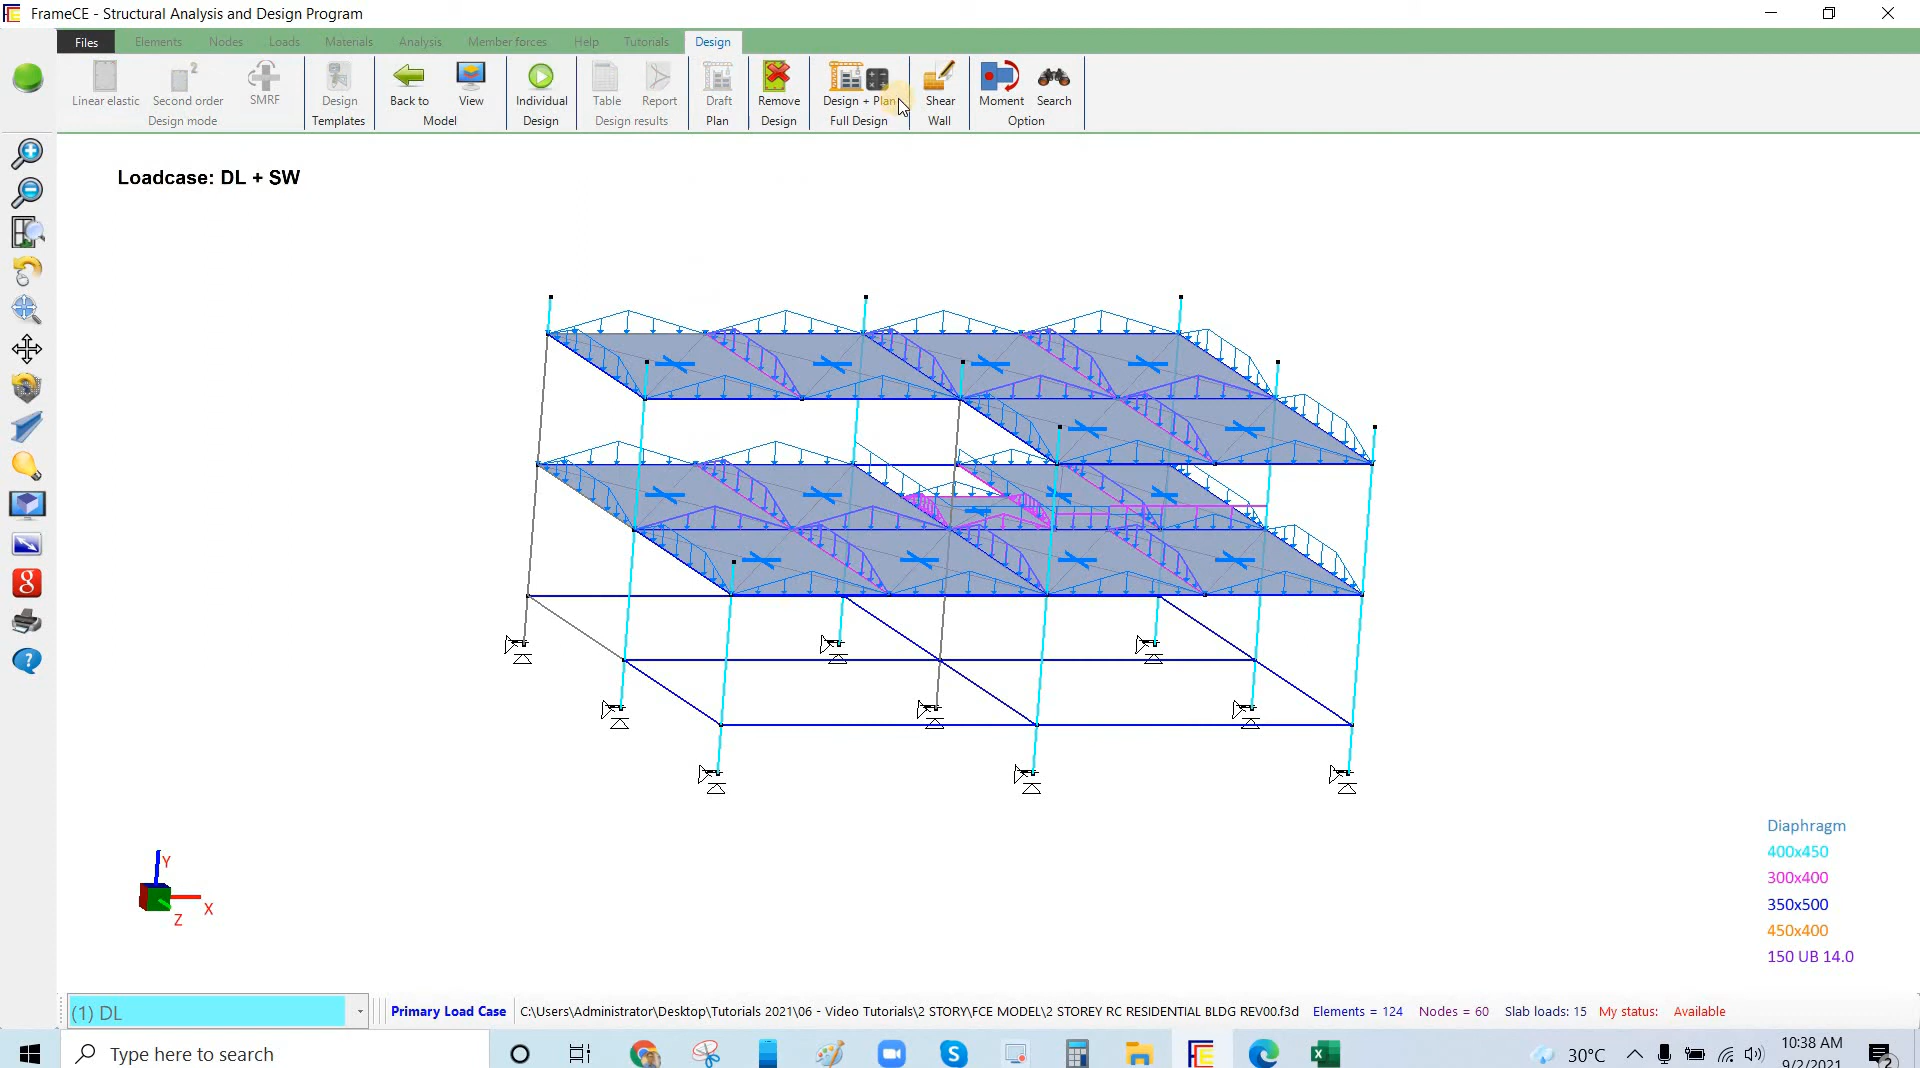 FrameCE - Structural Analysis and Design Program
Files Elements Nodes Loads Materials Analysis Member forces Help Tutorials Design
Linear elastic Second order SMRF Design Back to View Individual Table Report Draft Remove Design + Plan Shear Moment Search
Design mode Templates Model Design Design results Plan Design Full Design Wall Option
Loadcase: DL + SW
Y
X
Z
Diaphragm
400x450
300x400
350x500
450x400
150 UB 14.0
(1) DL Primary Load Case C:\Users\Administrator\Desktop\Tutorials 2021\06 - Video Tutorials\2 STORY\FCE MODEL\2 STOREY RC RESIDENTIAL BLDG REV00.f3d Elements = 124 Nodes = 60 Slab loads: 15 My status: Available
Type here to search 30°C 10:38 AM
9/2/2021 2